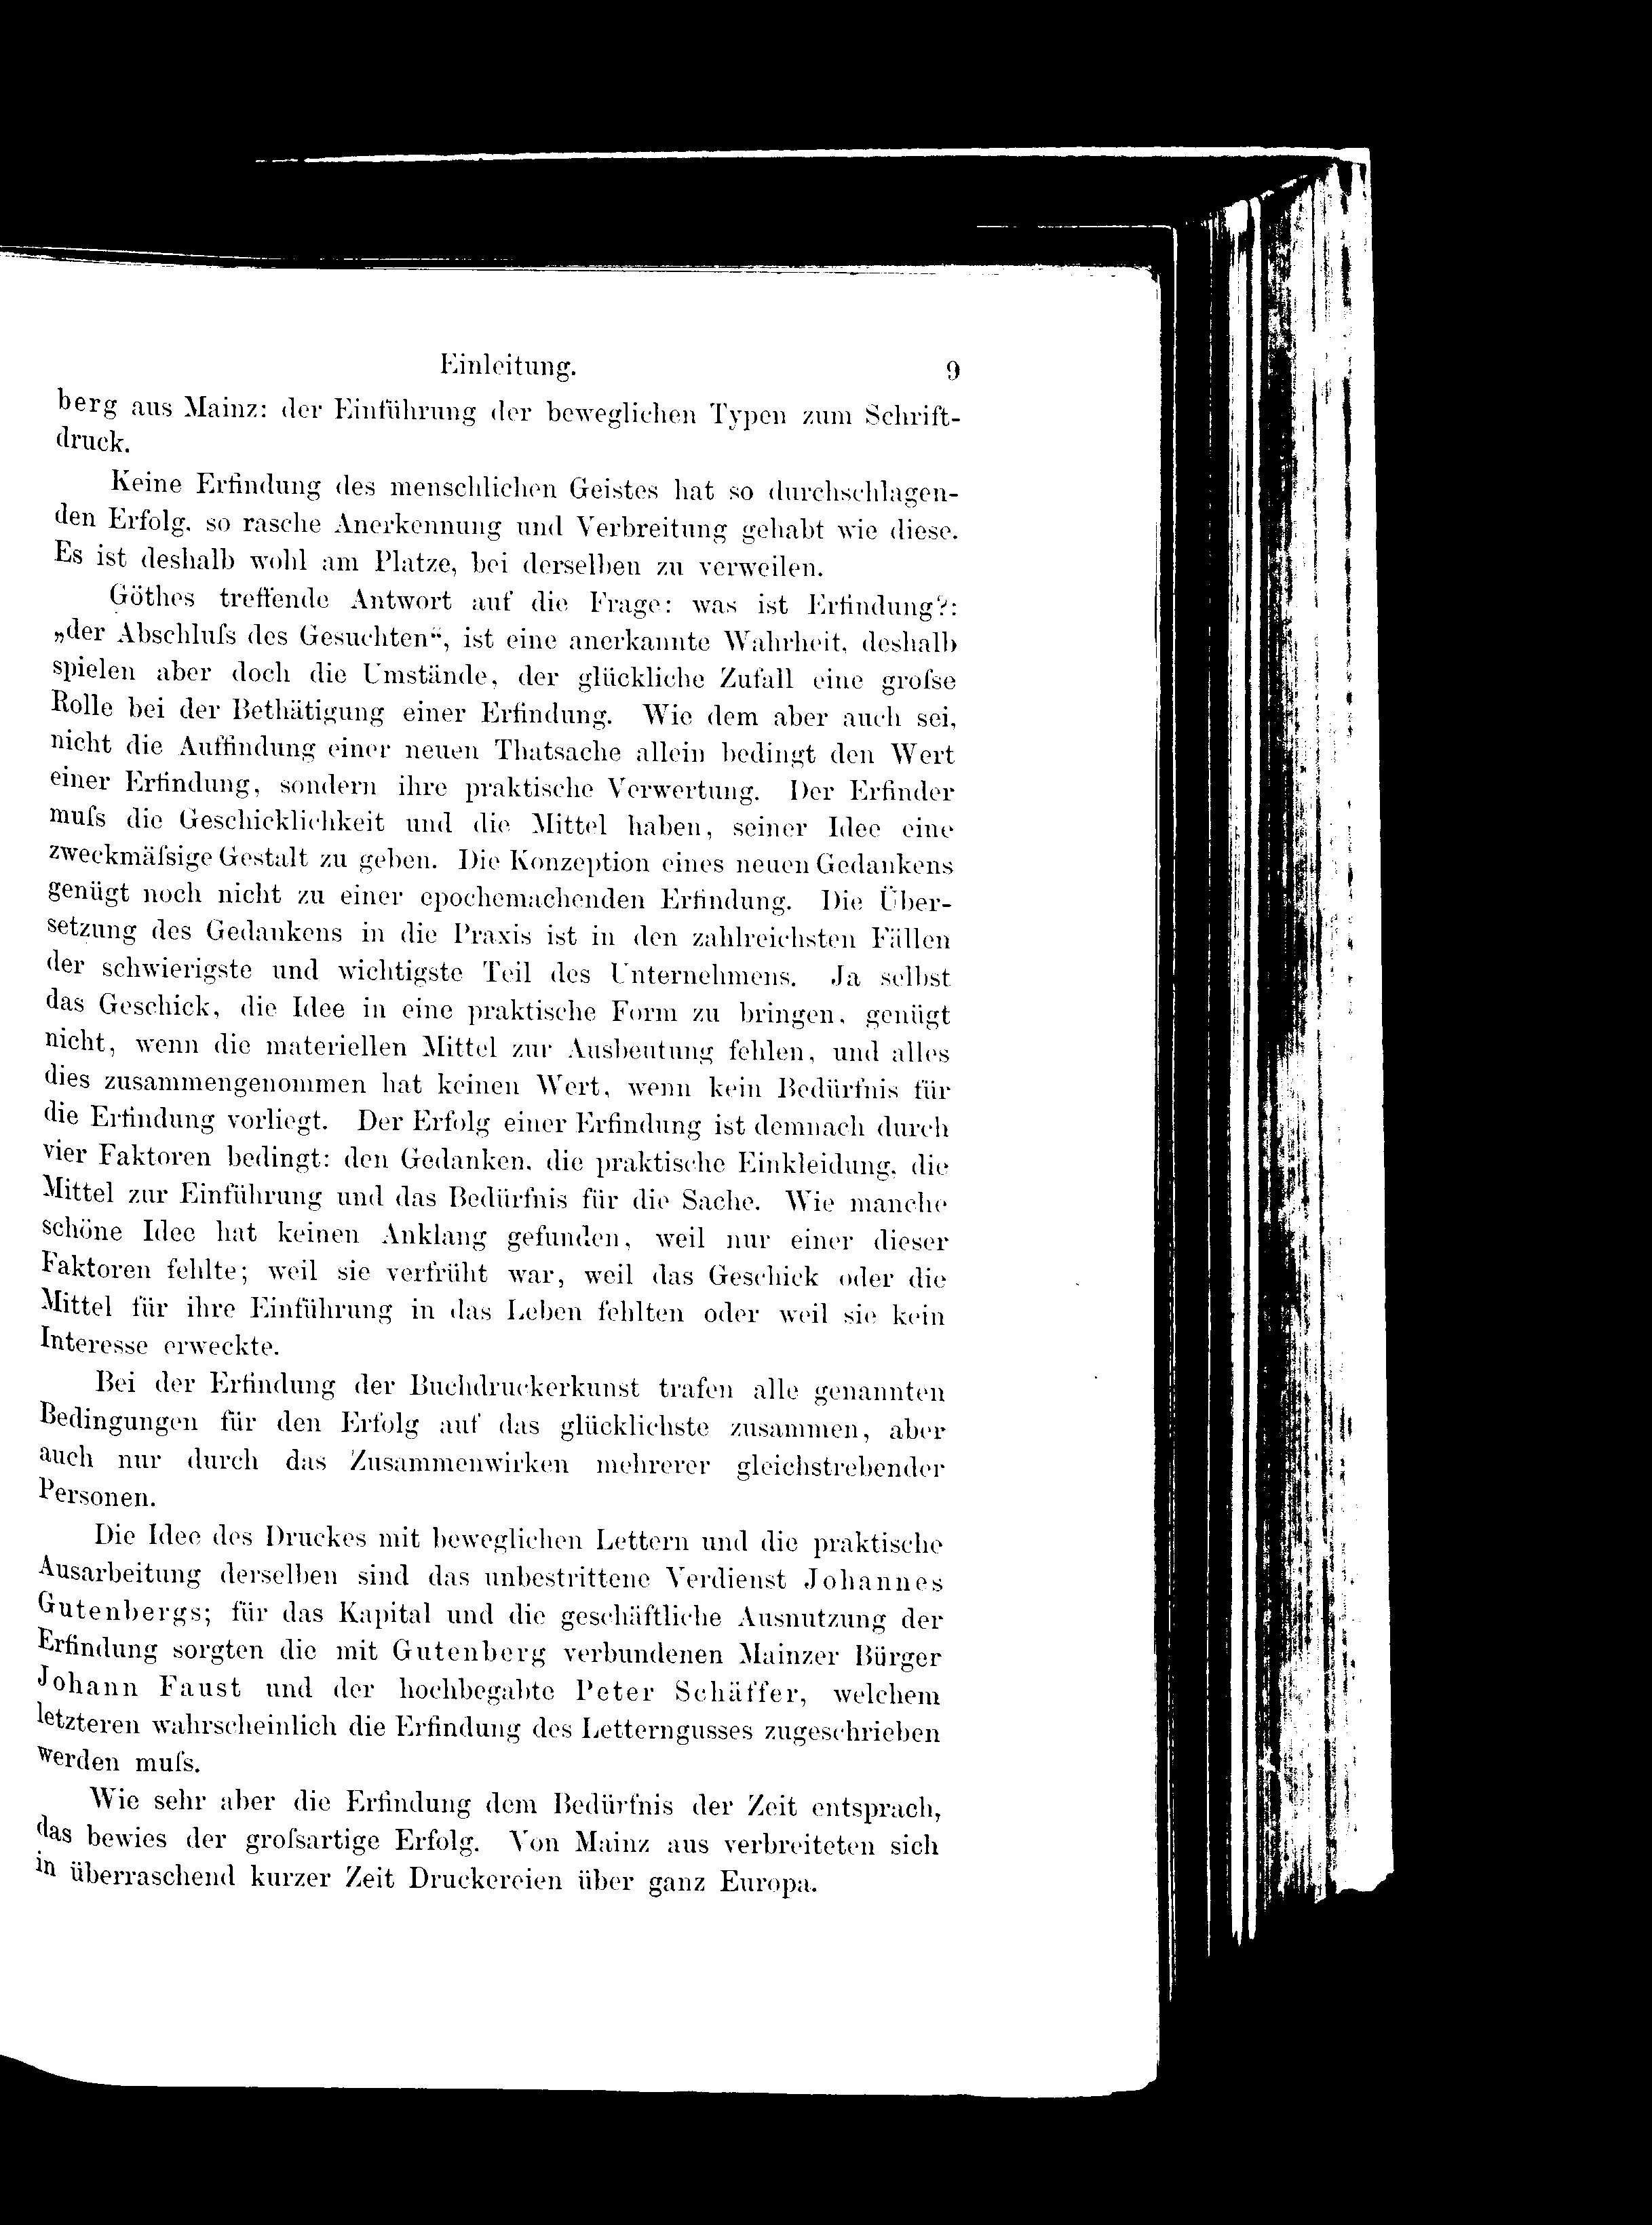 Einleitung. 9
berg aus Mainz: der Einführung der beweglichen Typen zum Schrift-
druck.
Keine Erfindung des menschlichen Geistes hat so durchschlagen-
den Erfolg, so rasche Anerkennung und Verbreitung gehabt wie diese.
Es ist deshalb wohl am Platze, bei derselben zu verweilen.
Göthes treffende Antwort auf die Frage: was ist Erfindung?:
„der Abschluſs des Gesuchten“, ist eine anerkannte Wahrheit, deshalb
spielen aber doch die Umstände, der glückliche Zufall eine groſse
Rolle bei der Bethätigung einer Erfindung. Wie dem aber auch sei,
nicht die Auffindung einer neuen Thatsache allein bedingt den Wert
einer Erfindung, sondern ihre praktische Verwertung. Der Erfinder
muſs die Geschicklichkeit und die Mittel haben, seiner Idee eine
zweckmäſsige Gestalt zu geben. Die Konzeption eines neuen Gedankens
genügt noch nicht zu einer epochemachenden Erfindung. Die Über-
setzung des Gedankens in die Praxis ist in den zahlreichsten Fällen
der schwierigste und wichtigste Teil des Unternehmens. Ja selbst
das Geschick, die Idee in eine praktische Form zu bringen, genügt
nicht, wenn die materiellen Mittel zur Ausbeutung fehlen, und alles
dies zusammengenommen hat keinen Wert, wenn kein Bedürfnis für
die Erfindung vorliegt. Der Erfolg einer Erfindung ist demnach durch
vier Faktoren bedingt: den Gedanken, die praktische Einkleidung, die
Mittel zur Einführung und das Bedürfnis für die Sache. Wie manche
schöne Idee hat keinen Anklang gefunden, weil nur einer dieser
Faktoren fehlte; weil sie verfrüht war, weil das Geschick oder die
Mittel für ihre Einführung in das Leben fehlten oder weil sie kein
Interesse erweckte.
Bei der Erfindung der Buchdruckerkunst trafen alle genannten
Bedingungen für den Erfolg auf das glücklichste zusammen, aber
auch nur durch das Zusammenwirken mehrerer gleichstrebender
Personen.
Die Idee des Druckes mit beweglichen Lettern und die praktische
Ausarbeitung derselben sind das unbestrittene Verdienst Johannes
Gutenbergs; für das Kapital und die geschäftliche Ausnutzung der
Erfindung sorgten die mit Gutenberg verbundenen Mainzer Bürger
Johann Faust und der hochbegabte Peter Schäffer, welchem
letzteren wahrscheinlich die Erfindung des Letterngusses zugeschrieben
werden muſs.
Wie sehr aber die Erfindung dem Bedürfnis der Zeit entsprach,
das bewies der groſsartige Erfolg. Von Mainz aus verbreiteten sich
in überraschend kurzer Zeit Druckereien über ganz Europa.